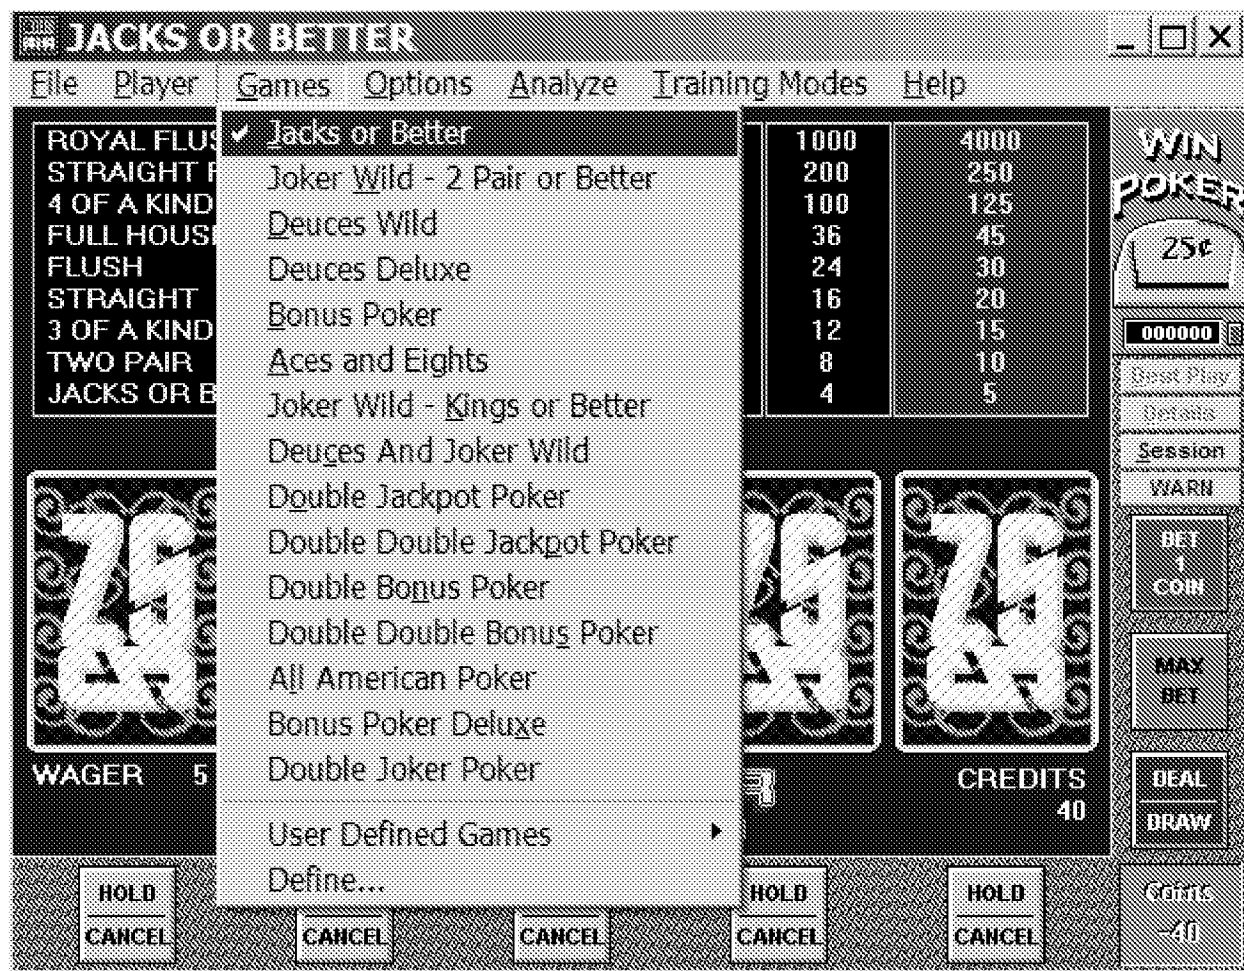 JACKS OR BETTER
File Player Games Options Analyze Training Modes Help
ROYAL FLUS 1000 4000
STRAIGHT F 200 250
4 OF A KIND 100 125
FULL HOUS 36 45
FLUSH 24 30
STRAIGHT 16 20
3 OF A KIND 12 15
TWO PAIR 8 10
JACKS OR B 4 5
✔ Jacks or Better
Joker Wild - 2 Pair or Better
Deuces Wild
Deuces Deluxe
Bonus Poker
Aces and Eights
Joker Wild - Kings or Better
Deuces And Joker Wild
Double Jackpot Poker
Double Double Jackpot Poker
Double Bonus Poker
Double Double Bonus Poker
All American Poker
Bonus Poker Deluxe
Double Joker Poker
User Defined Games
Define...
WIN
POKER
25¢
000000
Best Play
Details
Session
WARN
BET
1
COIN
MAX
BET
DEAL
DRAW
WAGER 5
CREDITS
40
HOLD
CANCEL
CANCEL
CANCEL
HOLD
CANCEL
HOLD
CANCEL
Coins
-40